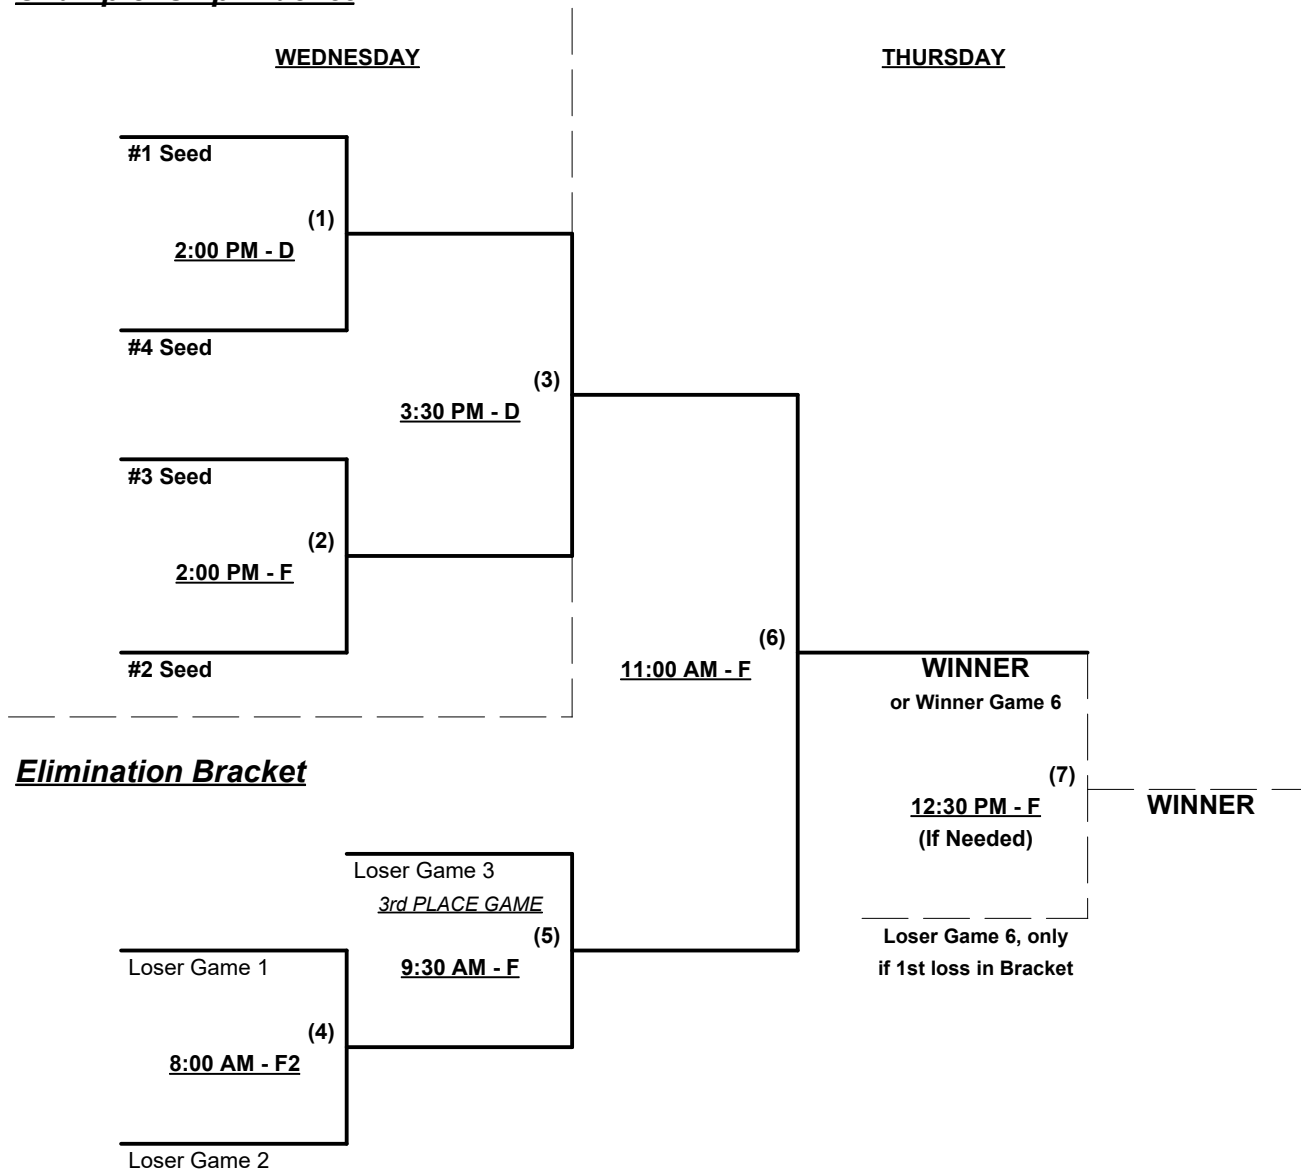 WEDNESDAY
THURSDAY
#1 Seed
(1)
2:00 PM - D
#4 Seed
(3)
3:30 PM - D
#3 Seed
(2)
2:00 PM - F
#2 Seed
(6)
11:00 AM - F
WINNER
or Winner Game 6
Elimination Bracket
(7)
12:30 PM - F
(If Needed)
WINNER
Loser Game 3
3rd PLACE GAME
(5)
9:30 AM - F
Loser Game 6, only
if 1st loss in Bracket
Loser Game 1
(4)
8:00 AM - F2
Loser Game 2